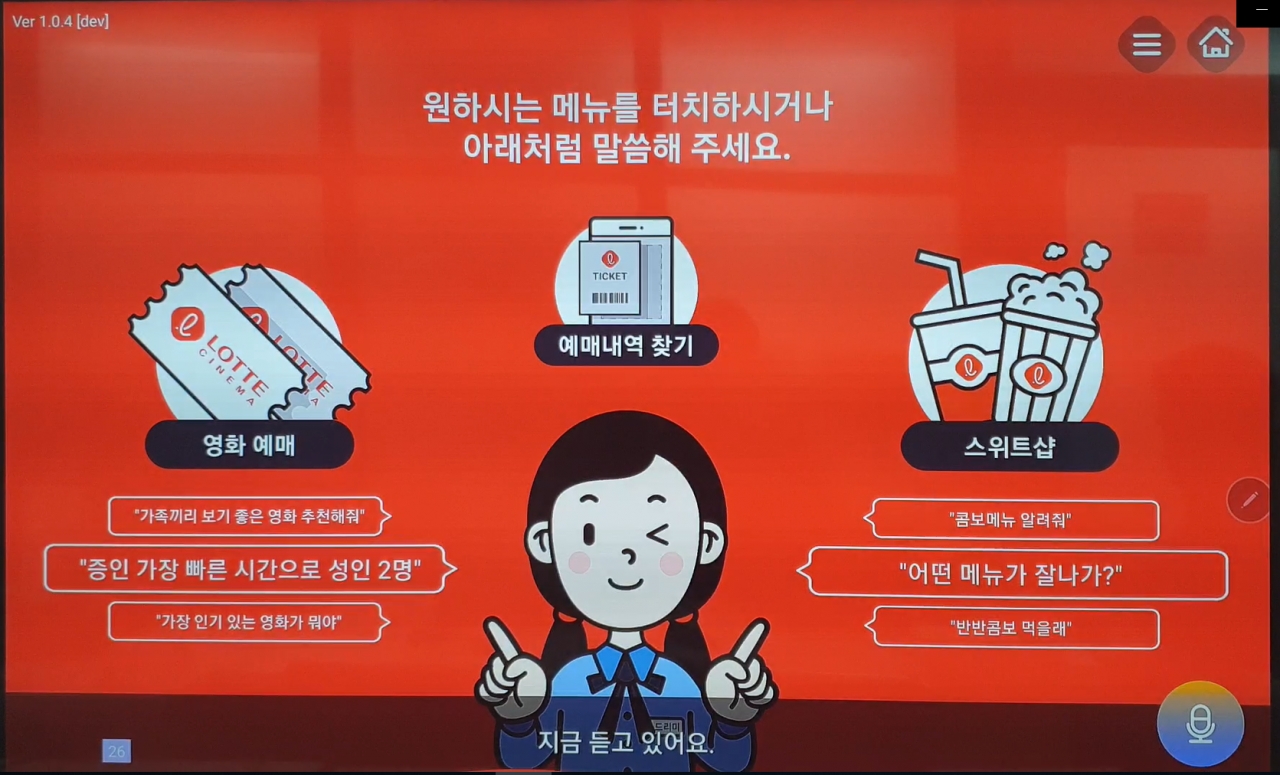 Ver 1.0.4 [dev]
원하시는 메뉴를 터치하시거나
아래처럼 말씀해 주세요.
TICKET
예매내역 찾기
LOTTE
CINEMA
LOTTE
영화 예매
스위트샵
"가족끼리 보기 좋은 영화 추천해줘"
"증인 가장 빠른 시간으로 성인 2명"
"가장 인기 있는 영화가 뭐야"
"콤보메뉴 알려줘"
"어떤 메뉴가 잘나가?"
"반반콤보 먹을래"
드리미
지금 듣고 있어요.
26